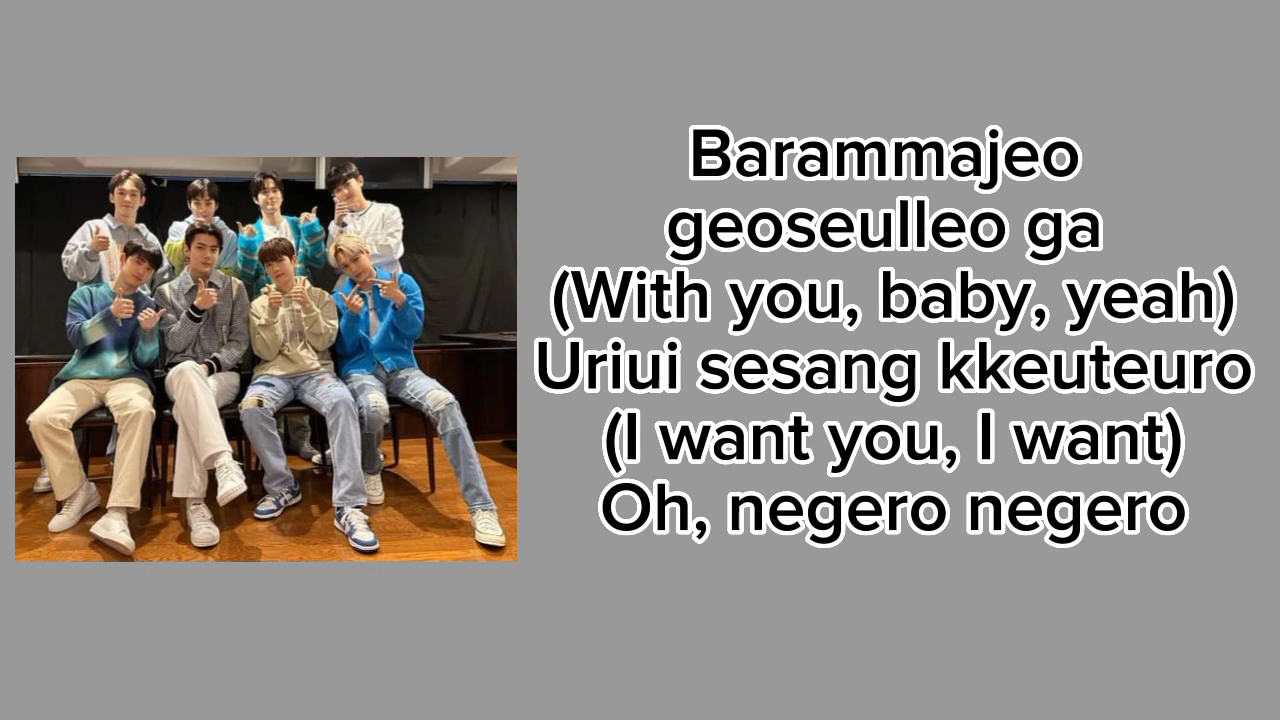 Barammajeo
geoseulleo ga
(With you, baby, yeah)
Uriui sesang kkeuteuro
(I want you, I want)
Oh, negero negero